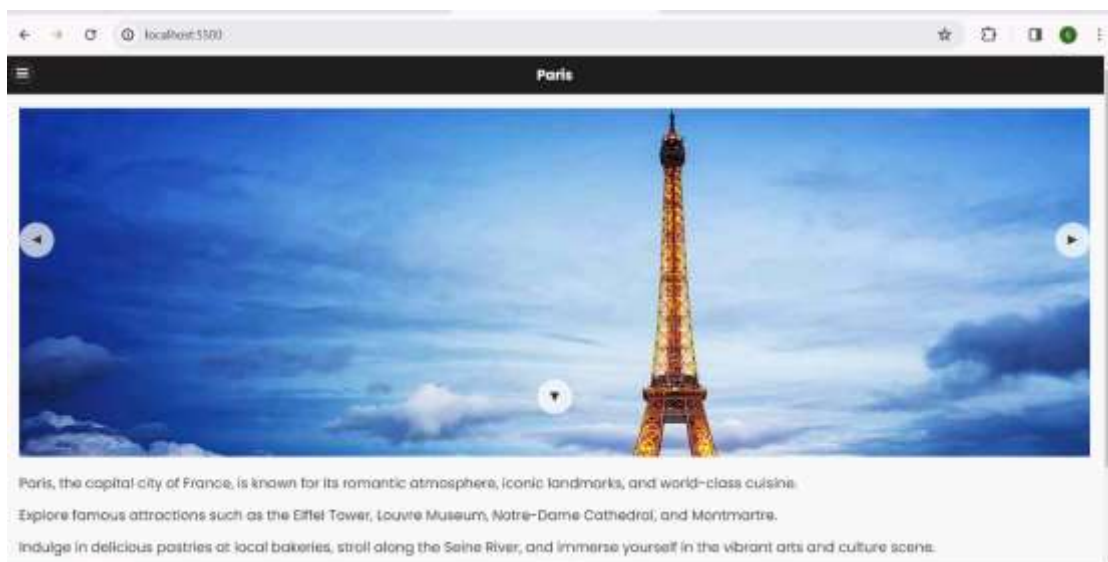 localhost:5500
Paris
Paris, the capital city of France, is known for its romantic atmosphere, iconic landmarks, and world-class cuisine.
Explore famous attractions such as the Eiffel Tower, Louvre Museum, Notre-Dame Cathedral, and Montmartre.
Indulge in delicious pastries at local bakeries, stroll along the Seine River, and immerse yourself in the vibrant arts and culture scene.